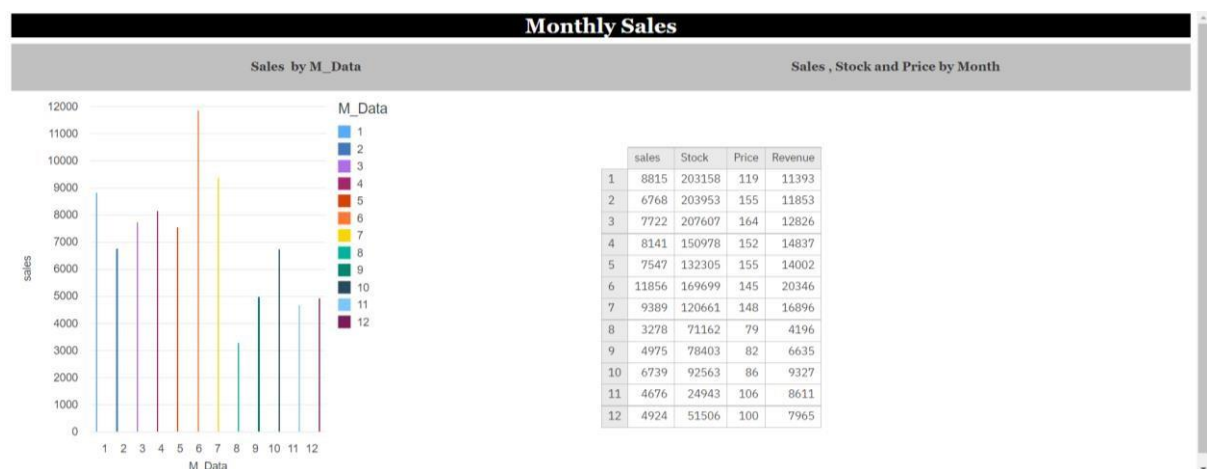 Monthly Sales
Sales by M_Data
Sales , Stock and Price by Month
12000
11000
10000
9000
8000
7000
6000
5000
4000
3000
2000
1000
0
sales
1 2 3 4 5 6 7 8 9 10 11 12
M_Data
M_Data
1
2
3
4
5
6
7
8
9
10
11
12
sales Stock Price Revenue
1 8815 203158 119 11393
2 6768 203953 155 11853
3 7722 207607 164 12826
4 8141 150978 152 14837
5 7547 132305 155 14002
6 11856 169699 145 20346
7 9389 120661 148 16896
8 3278 71162 79 4196
9 4975 78403 82 6635
10 6739 92563 86 9327
11 4676 24943 106 8611
12 4924 51506 100 7965